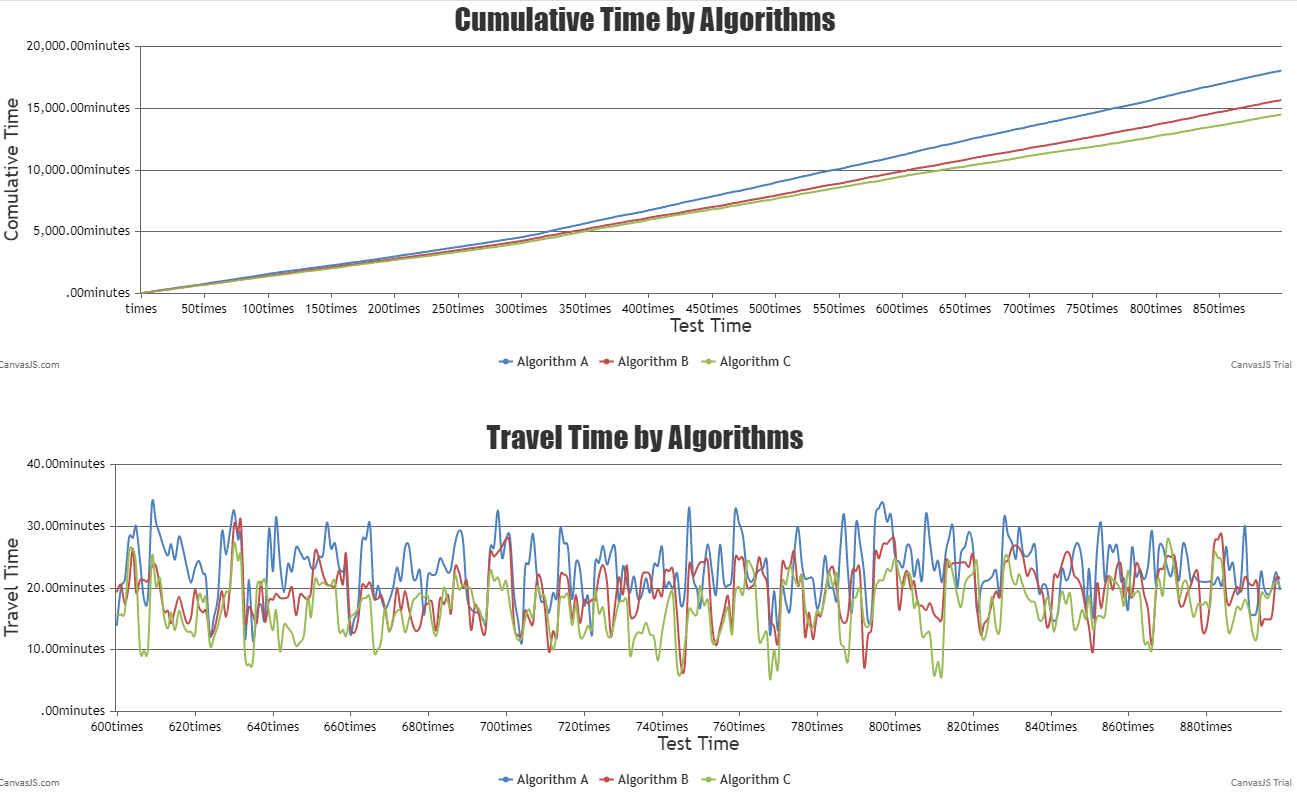 Cumulative Time by Algorithms
20,000.00minutes
15,000.00minutes
10,000.00minutes
5,000.00minutes
.00minutes
Comulative Time
times 50times 100times 150times 200times 250times 300times 350times 400times 450times 500times 550times 600times 650times 700times 750times 800times 850times
Test Time
Algorithm A Algorithm B Algorithm C
CanvasJS.com CanvasJS Trial
Travel Time by Algorithms
40.00minutes
30.00minutes
20.00minutes
10.00minutes
.00minutes
Travel Time
600times 620times 640times 660times 680times 700times 720times 740times 760times 780times 800times 820times 840times 860times 880times
Test Time
Algorithm A Algorithm B Algorithm C
CanvasJS.com CanvasJS Trial